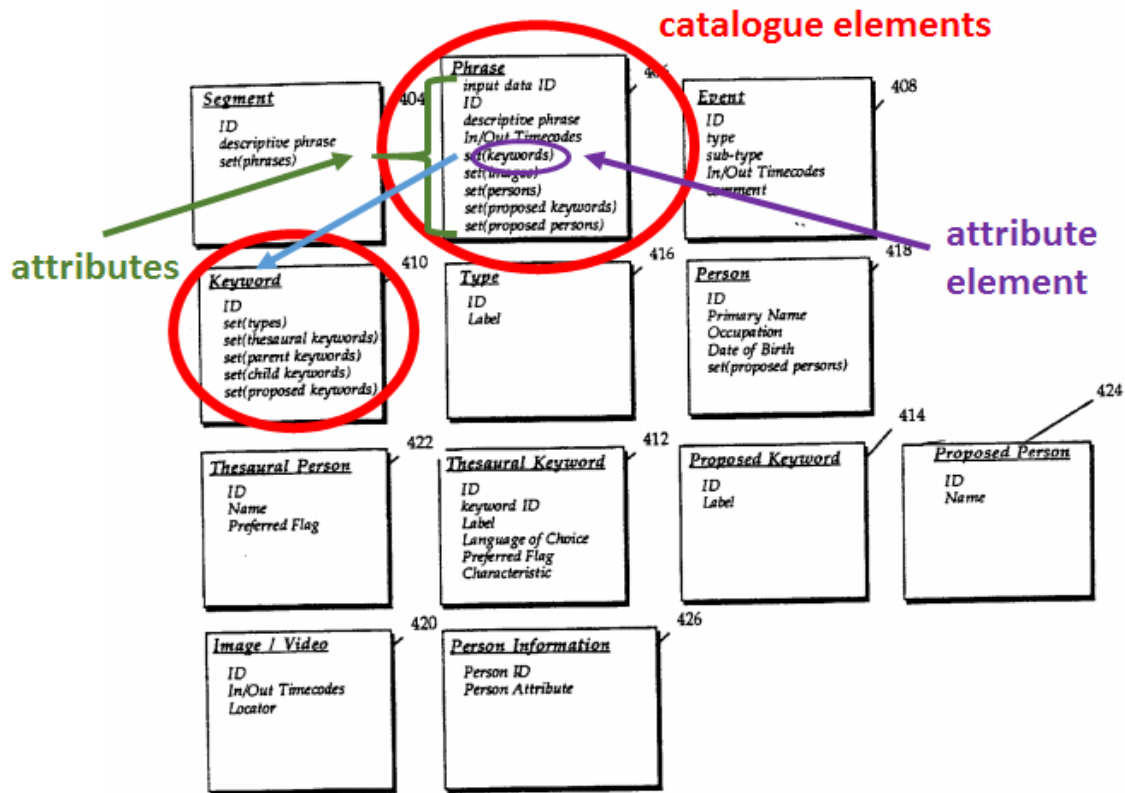 catalogue elements
Segment
404
ID
descriptive phrase
set(phrases)
Phrase
input data ID
ID
descriptive phrase
In/Out Timecodes
set(keywords)
set(images)
set(persons)
set(proposed keywords)
set(proposed persons)
Event
408
ID
type
sub-type
In/Out Timecodes
comment
attributes
attribute
element
Keyword
410
ID
set(types)
set(thesaural keywords)
set(parent keywords)
set(child keywords)
set(proposed keywords)
Type
416
ID
Label
Person
418
ID
Primary Name
Occupation
Date of Birth
set(proposed persons)
Thesaural Person
422
ID
Name
Preferred Flag
Thesaural Keyword
412
ID
keyword ID
Label
Language of Choice
Preferred Flag
Characteristic
Proposed Keyword
414
ID
Label
Proposed Person
424
ID
Name
Image / Video
420
ID
In/Out Timecodes
Locator
Person Information
426
Person ID
Person Attribute